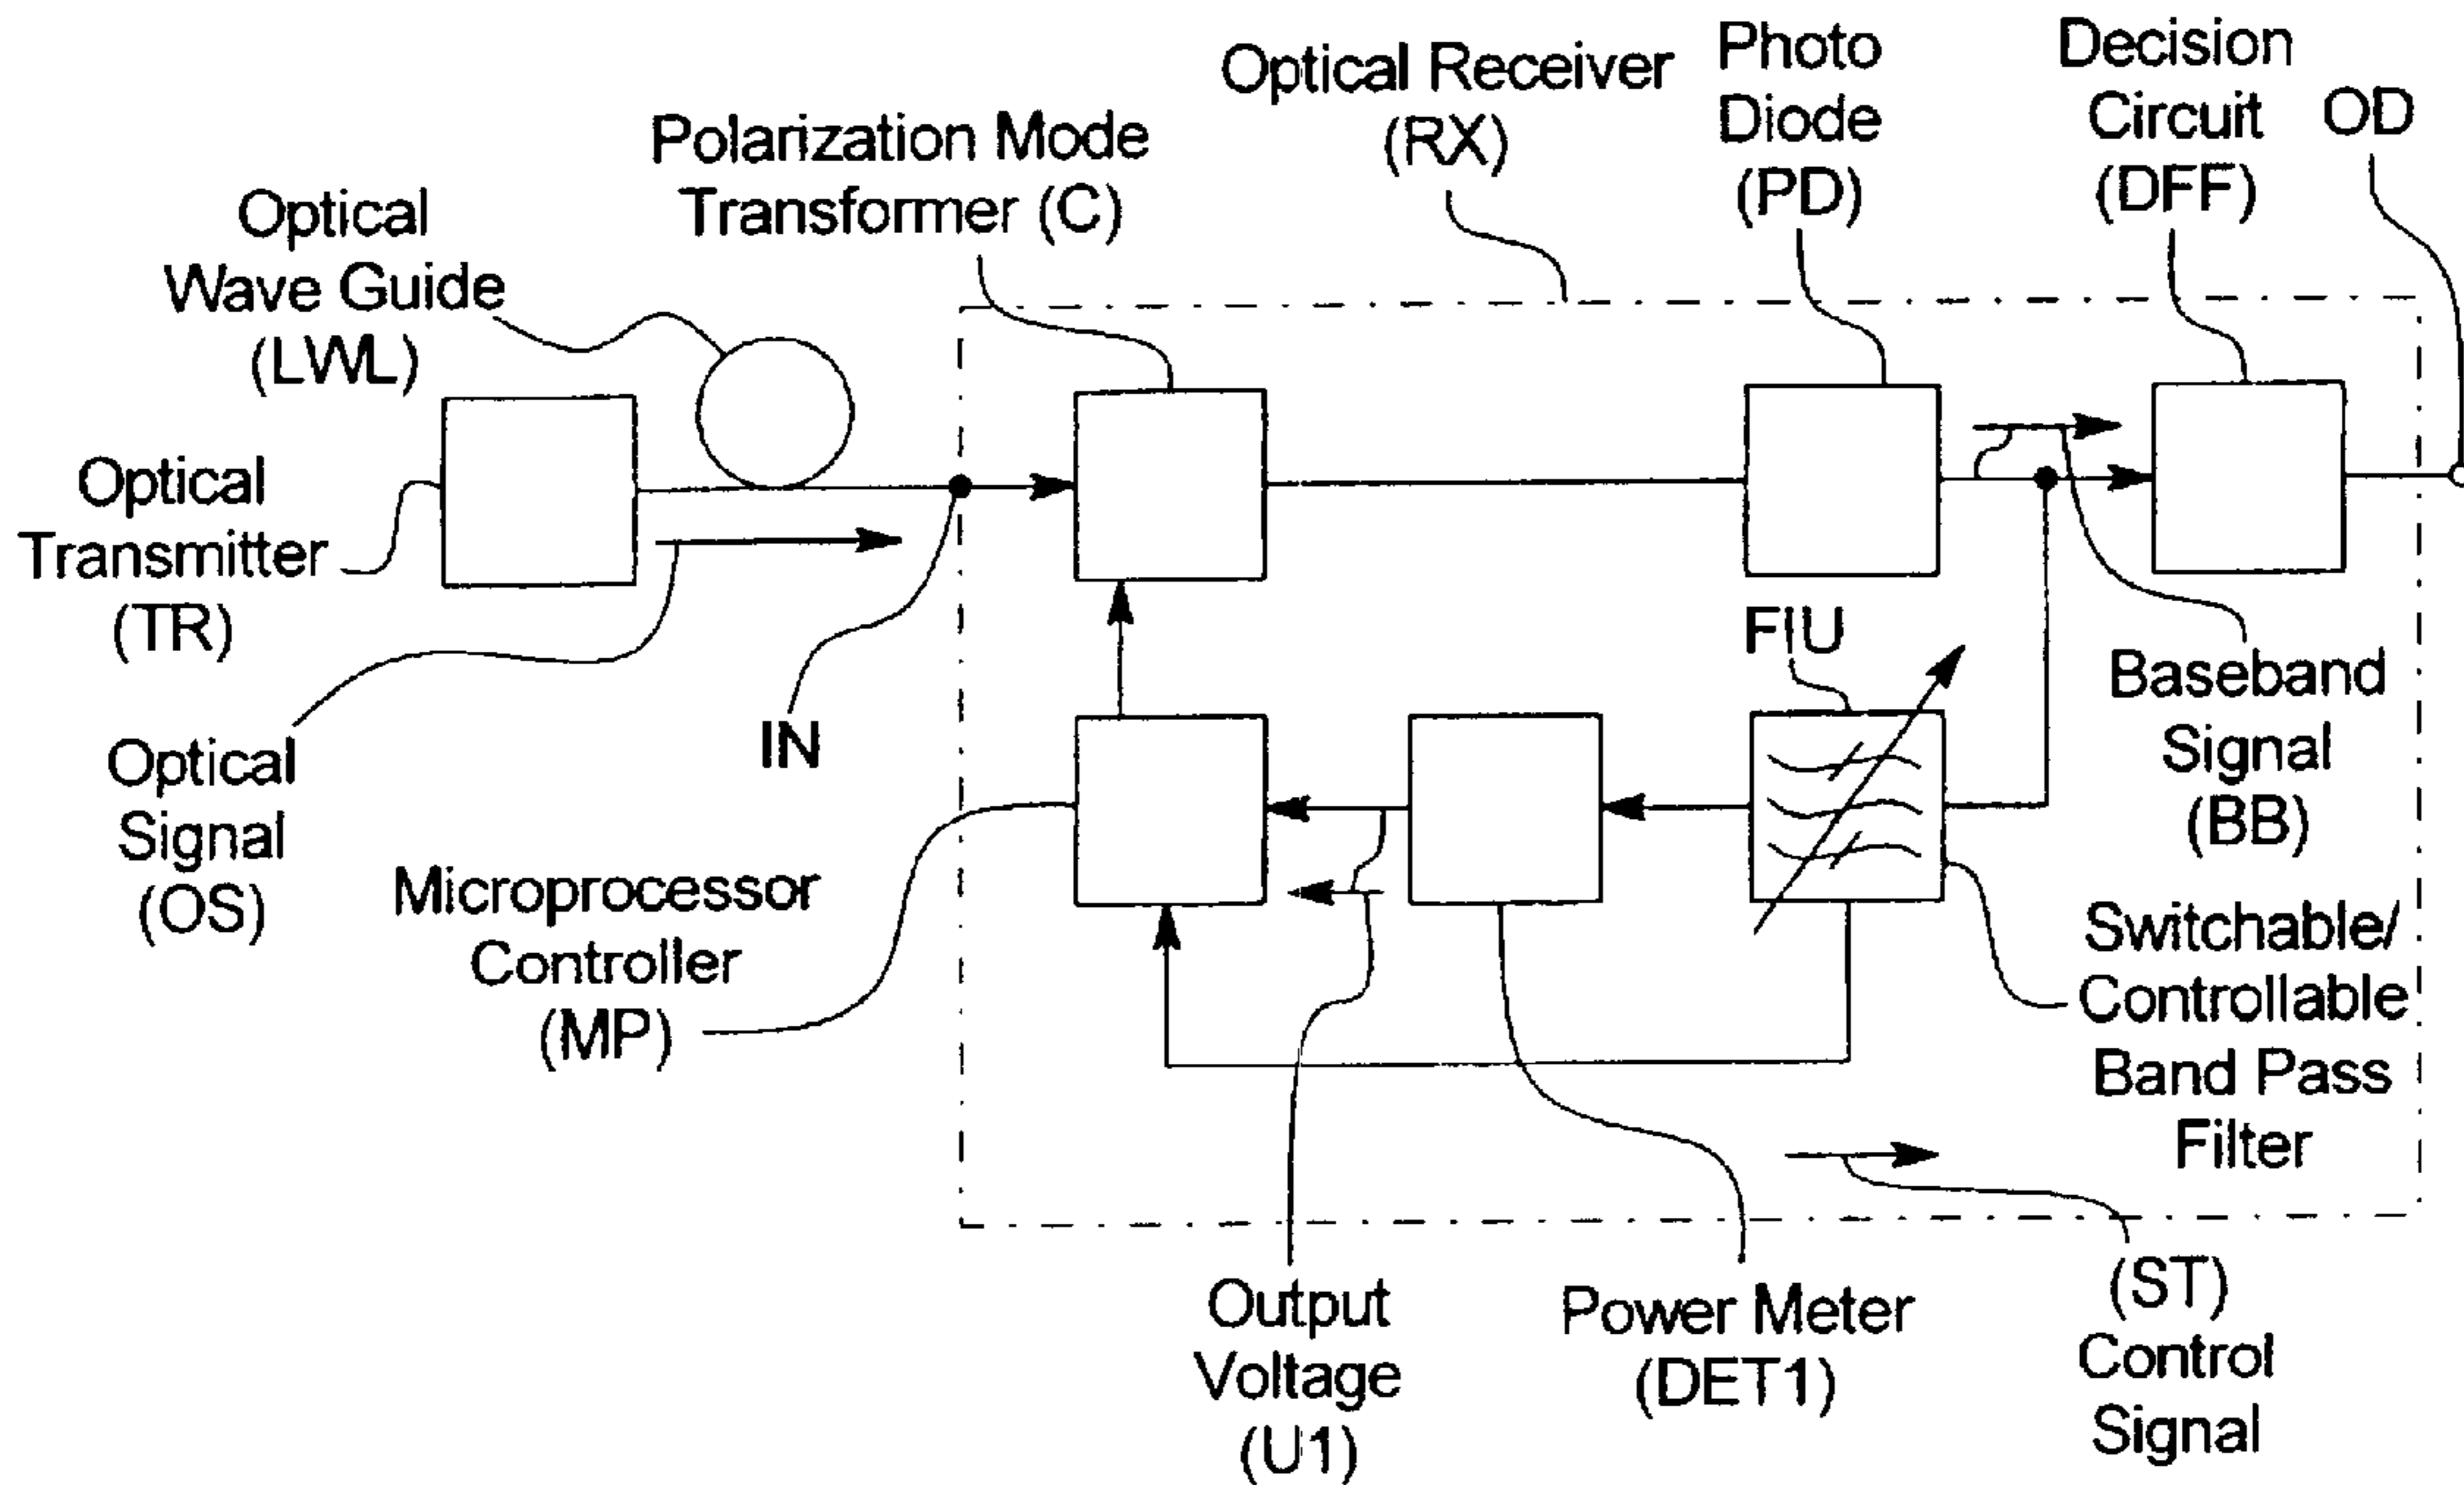 Optical Receiver
(RX)
Photo
Diode
(PD)
Decision
Circuit
(DFF)
OD
Polarization Mode
Transformer (C)
Optical
Wave Guide
(LWL)
Optical
Transmitter
(TR)
Optical
Signal
(OS)
IN
FIU
Baseband
Signal
(BB)
Microprocessor
Controller
(MP)
Switchable/
Controllable
Band Pass
Filter
Output
Voltage
(U1)
Power Meter
(DET1)
(ST)
Control
Signal